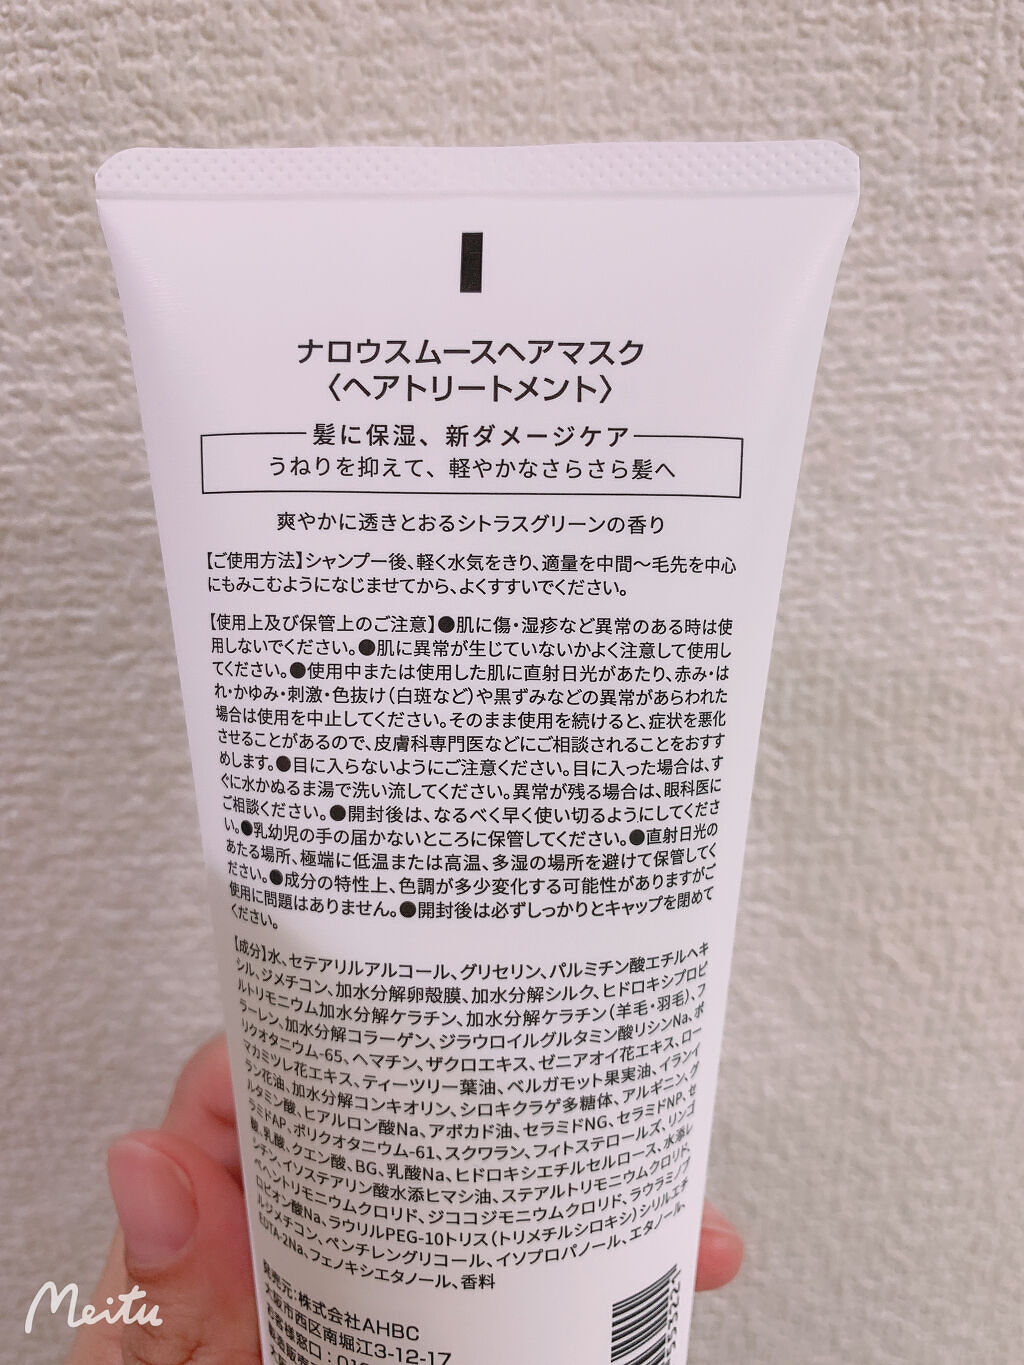 ナロウスムースヘアマスク
〈ヘアトリートメント〉
髪に保湿、新ダメージケア
うねりを抑えて、軽やかなさらさら髪へ
爽やかに透きとおるシトラスグリーンの香り
【ご使用方法】シャンプー後、軽く水気をきり、適量を中間〜毛先を中心
にもみこむようになじませてから、よくすすいでください。
【使用上及び保管上のご注意】●肌に傷・湿疹など異常のある時は使
用しないでください。●肌に異常が生じていないかよく注意して使用し
てください。●使用中または使用した肌に直射日光があたり、赤み・は
れ・かゆみ・刺激・色抜け(白斑など)や黒ずみなどの異常があらわれた
場合は使用を中止してください。そのまま使用を続けると、症状を悪化
させることがあるので、皮膚科専門医などにご相談されることをおすす
めします。●目に入らないようにご注意ください。目に入った場合は、す
ぐに水かぬるま湯で洗い流してください。異常が残る場合は、眼科医に
ご相談ください。●開封後は、なるべく早く使い切るようにしてくださ
い。●乳幼児の手の届かないところに保管してください。●直射日光の
あたる場所、極端に低温または高温、多湿の場所を避けて保管してく
ださい。●成分の特性上、色調が多少変化する可能性がありますがご
使用に問題はありません。●開封後は必ずしっかりとキャップを閉めて
ください。
【成分】水、セテアリルアルコール、グリセリン、パルミチン酸エチルヘキ
シル、ジメチコン、加水分解卵殻膜、加水分解シルク、ヒドロキシプロピ
ルトリモニウム加水分解ケラチン、加水分解ケラチン(羊毛・羽毛)、フ
ラーレン、加水分解コラーゲン、ジラウロイルグルタミン酸リシンNa、ポ
リクオタニウム-65、ヘマチン、ザクロエキス、ゼニアオイ花エキス、ロー
マカミツレ花エキス、ティーツリー葉油、ベルガモット果実油、イランイ
ラン花油、加水分解コンキオリン、シロキクラゲ多糖体、アルギニン、グ
ルタミン酸、ヒアルロン酸Na、アボカド油、セラミドNG、セラミドNP、セ
ラミドAP、ポリクオタニウム-61、スクワラン、フィトステロールズ、リンゴ
酸、乳酸、クエン酸、BG、乳酸Na、ヒドロキシエチルセルロース、水添レ
シチン、イソステアリン酸水添ヒマシ油、ステアルトリモニウムクロリド、
ベヘントリモニウムクロリド、ジココジモニウムクロリド、ラウラミノプ
ロピオン酸Na、ラウリルPEG-10トリス(トリメチルシロキシ)シリルエチ
ルジメチコン、ペンチレングリコール、イソプロパノール、エタノール、
EDTA-2Na、フェノキシエタノール、香料
発売元:株式会社AHBC
大阪市西区南堀江3-12-17
お客様窓口:
Meitu